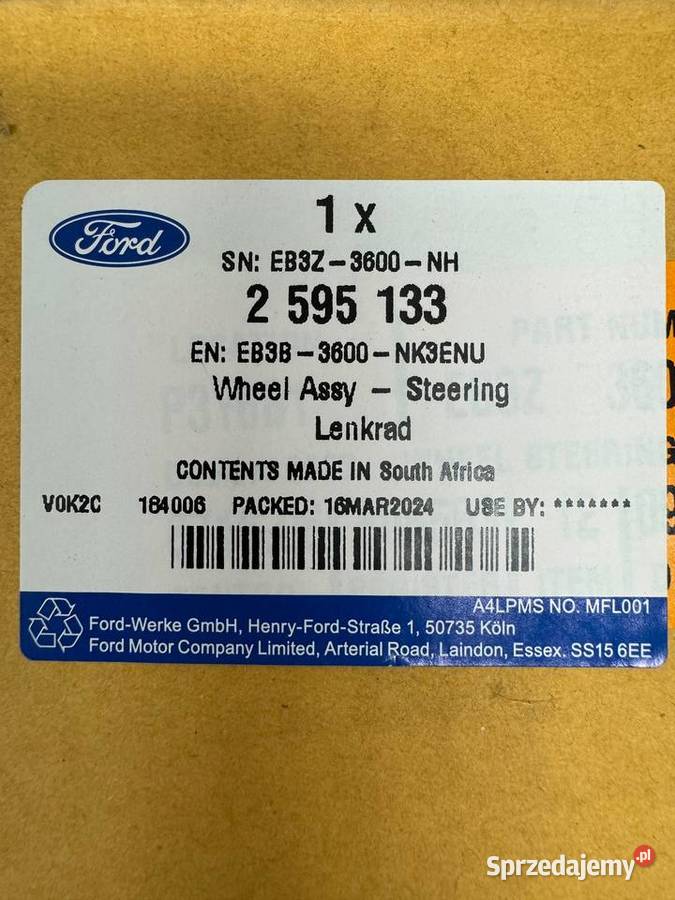 Ford
1 x
SN: EB3Z-3600-NH
2 595 133
EN: EB3B-3600-NK3ENU
Wheel Assy - Steering
Lenkrad
CONTENTS MADE IN South Africa
V0K2C 164006 PACKED: 16MAR2024 USE BY: *******
A4LPMS NO. MFL001
Ford-Werke GmbH, Henry-Ford-Straße 1, 50735 Köln
Ford Motor Company Limited, Arterial Road, Laindon, Essex. SS15 6EE
Sprzedajemy.pl